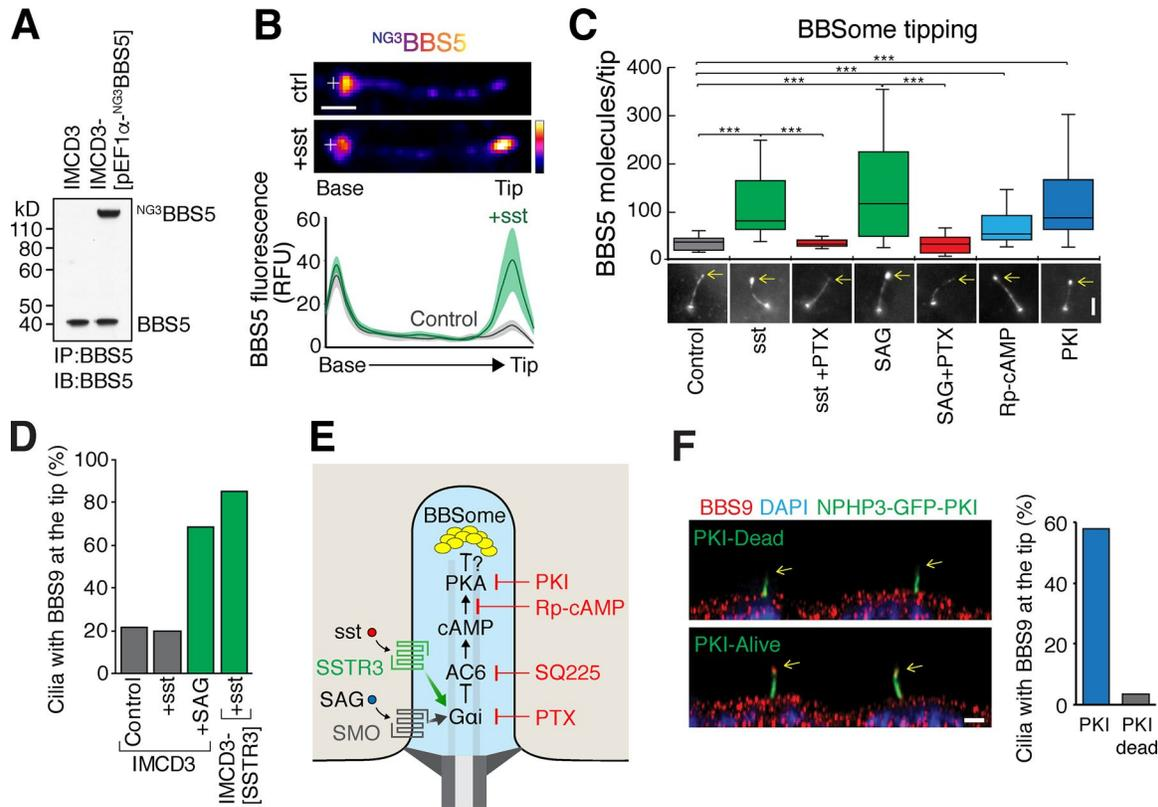 A
IMCD3
IMCD3-
[pEF1α-NG3BBS5]
kD
110
80
60
50
40
NG3BBS5
BBS5
IP:BBS5
IB:BBS5
B
NG3BBS5
ctrl
+sst
Base
Tip
BBS5 fluorescence
(RFU)
60
40
20
0
+sst
Control
Base
Tip
C
BBSome tipping
BBS5 molecules/tip
400
300
200
100
0
***
***
***
***
***
***
Control
sst
sst +PTX
SAG
SAG+PTX
Rp-cAMP
PKI
D
Cilia with BBS9 at the tip (%)
100
80
60
40
20
0
Control
+sst
+SAG
+sst
IMCD3
IMCD3-
[SSTR3]
E
BBSome
?
PKA
PKI
Rp-cAMP
cAMP
sst
SSTR3
AC6
SQ225
SAG
Gαi
PTX
SMO
F
BBS9 DAPI NPHP3-GFP-PKI
PKI-Dead
PKI-Alive
Cilia with BBS9 at the tip (%)
60
40
20
0
PKI
PKI
dead